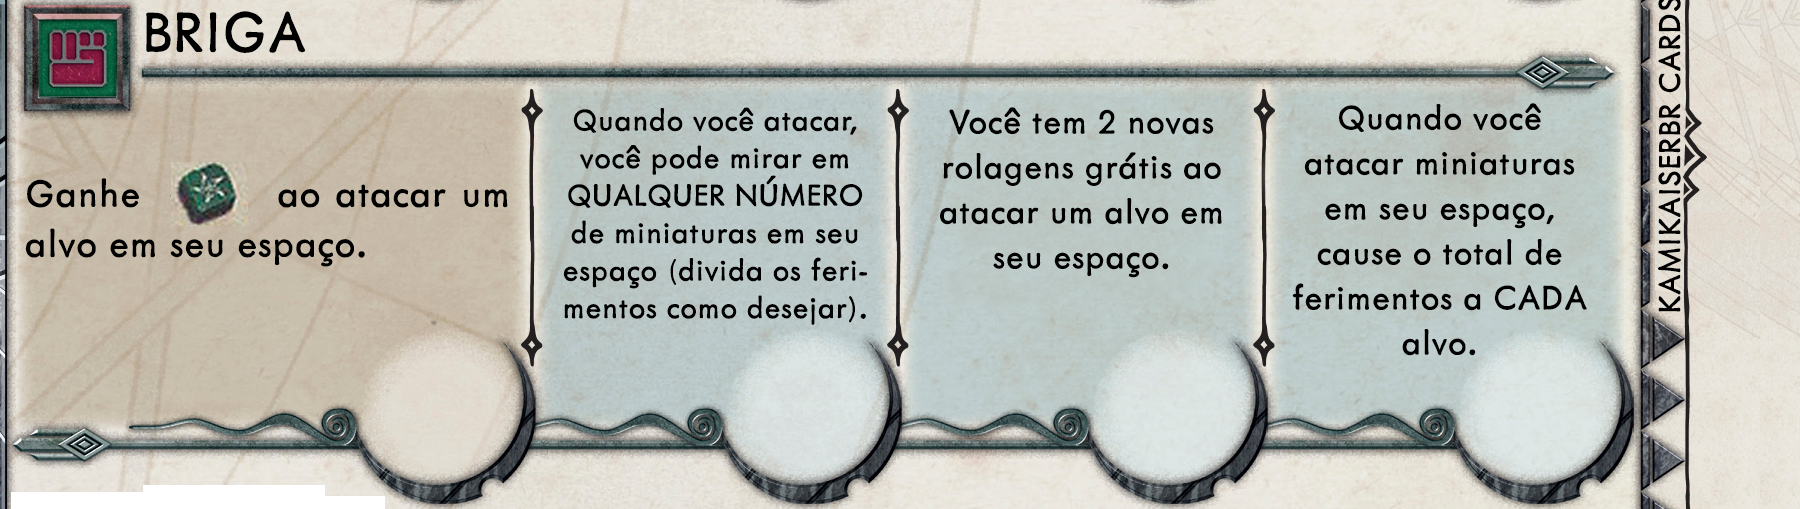 BRIGA
Ganhe ao atacar um
alvo em seu espaço.
Quando você atacar,
você pode mirar em
QUALQUER NÚMERO
de miniaturas em seu
espaço (divida os feri-
mentos como desejar).
Você tem 2 novas
rolagens grátis ao
atacar um alvo em
seu espaço.
Quando você
atacar miniaturas
em seu espaço,
cause o total de
ferimentos a CADA
alvo.
KAMIKAISERBR CARDS